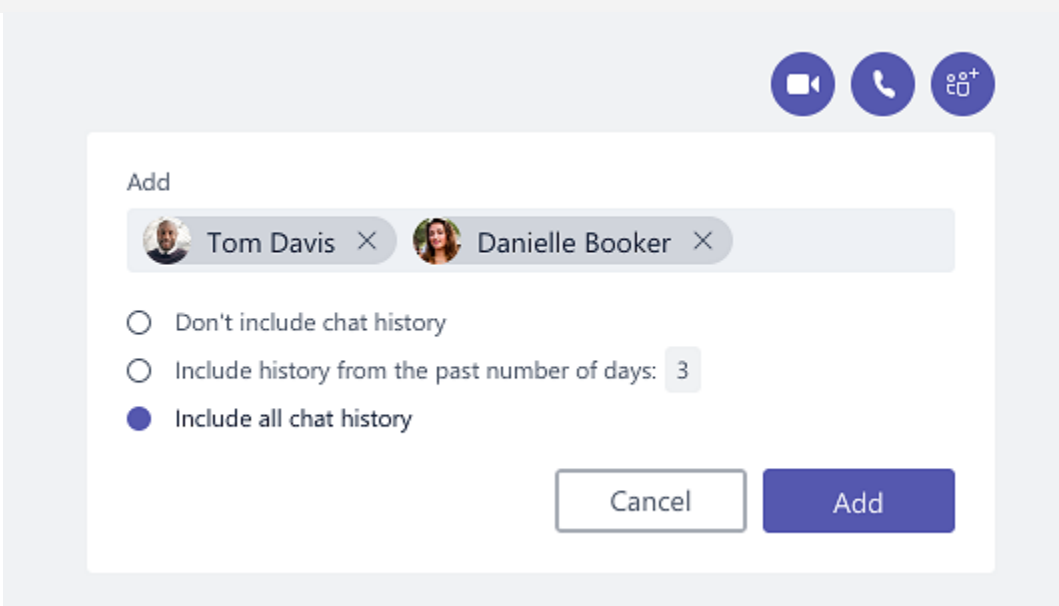 Add
Tom Davis
Danielle Booker
Don't include chat history
Include history from the past number of days: 3
Include all chat history
Cancel
Add